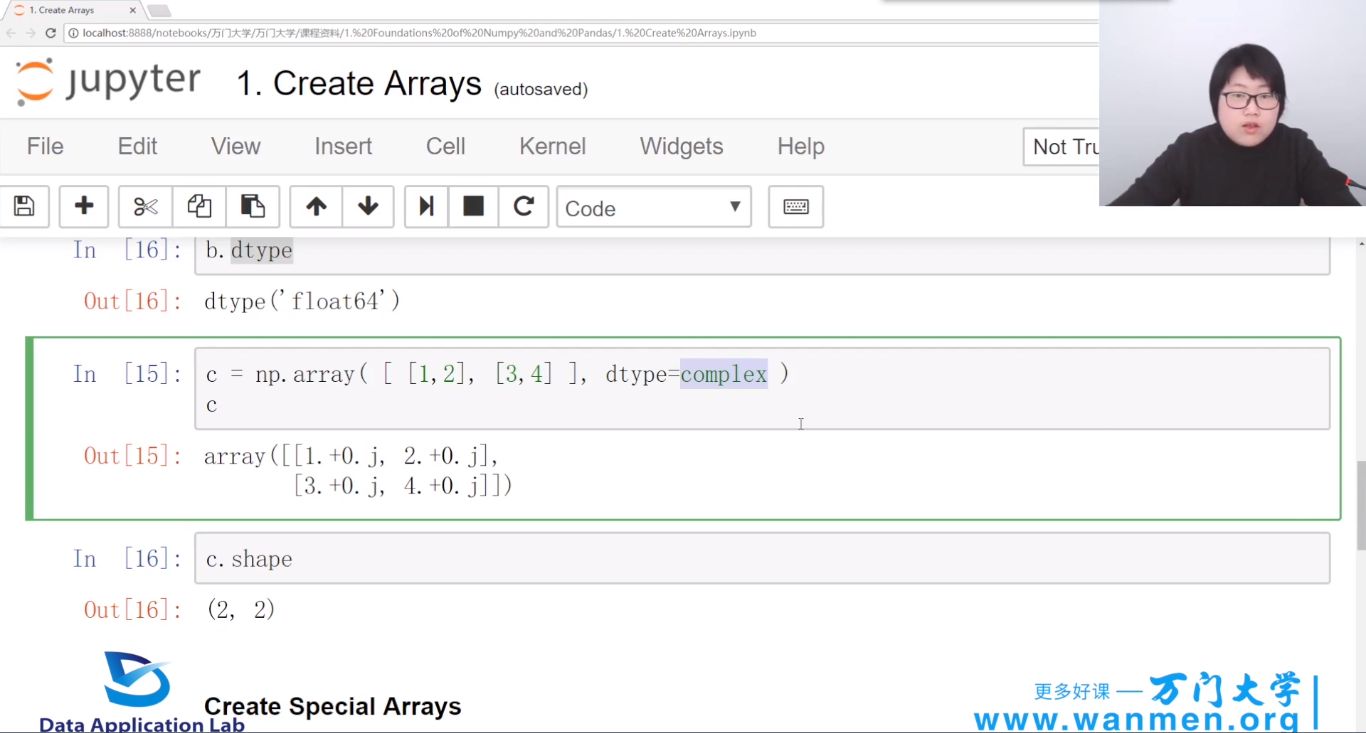 1. Create Arrays
localhost:8888/notebooks/万门大学/万门大学/课程资料/1.%20Foundations%20of%20Numpy%20and%20Pandas/1.%20Create%20Arrays.ipynb
jupyter 1. Create Arrays (autosaved)
File Edit View Insert Cell Kernel Widgets Help Not Tru
Code
In [16]: b.dtype
Out[16]: dtype('float64')
In [15]: c = np.array( [ [1,2], [3,4] ], dtype=complex )
c
Out[15]: array([[1.+0.j, 2.+0.j],
[3.+0.j, 4.+0.j]])
In [16]: c.shape
Out[16]: (2, 2)
Create Special Arrays
Data Application Lab
更多好课 — 万门大学
www.wanmen.org